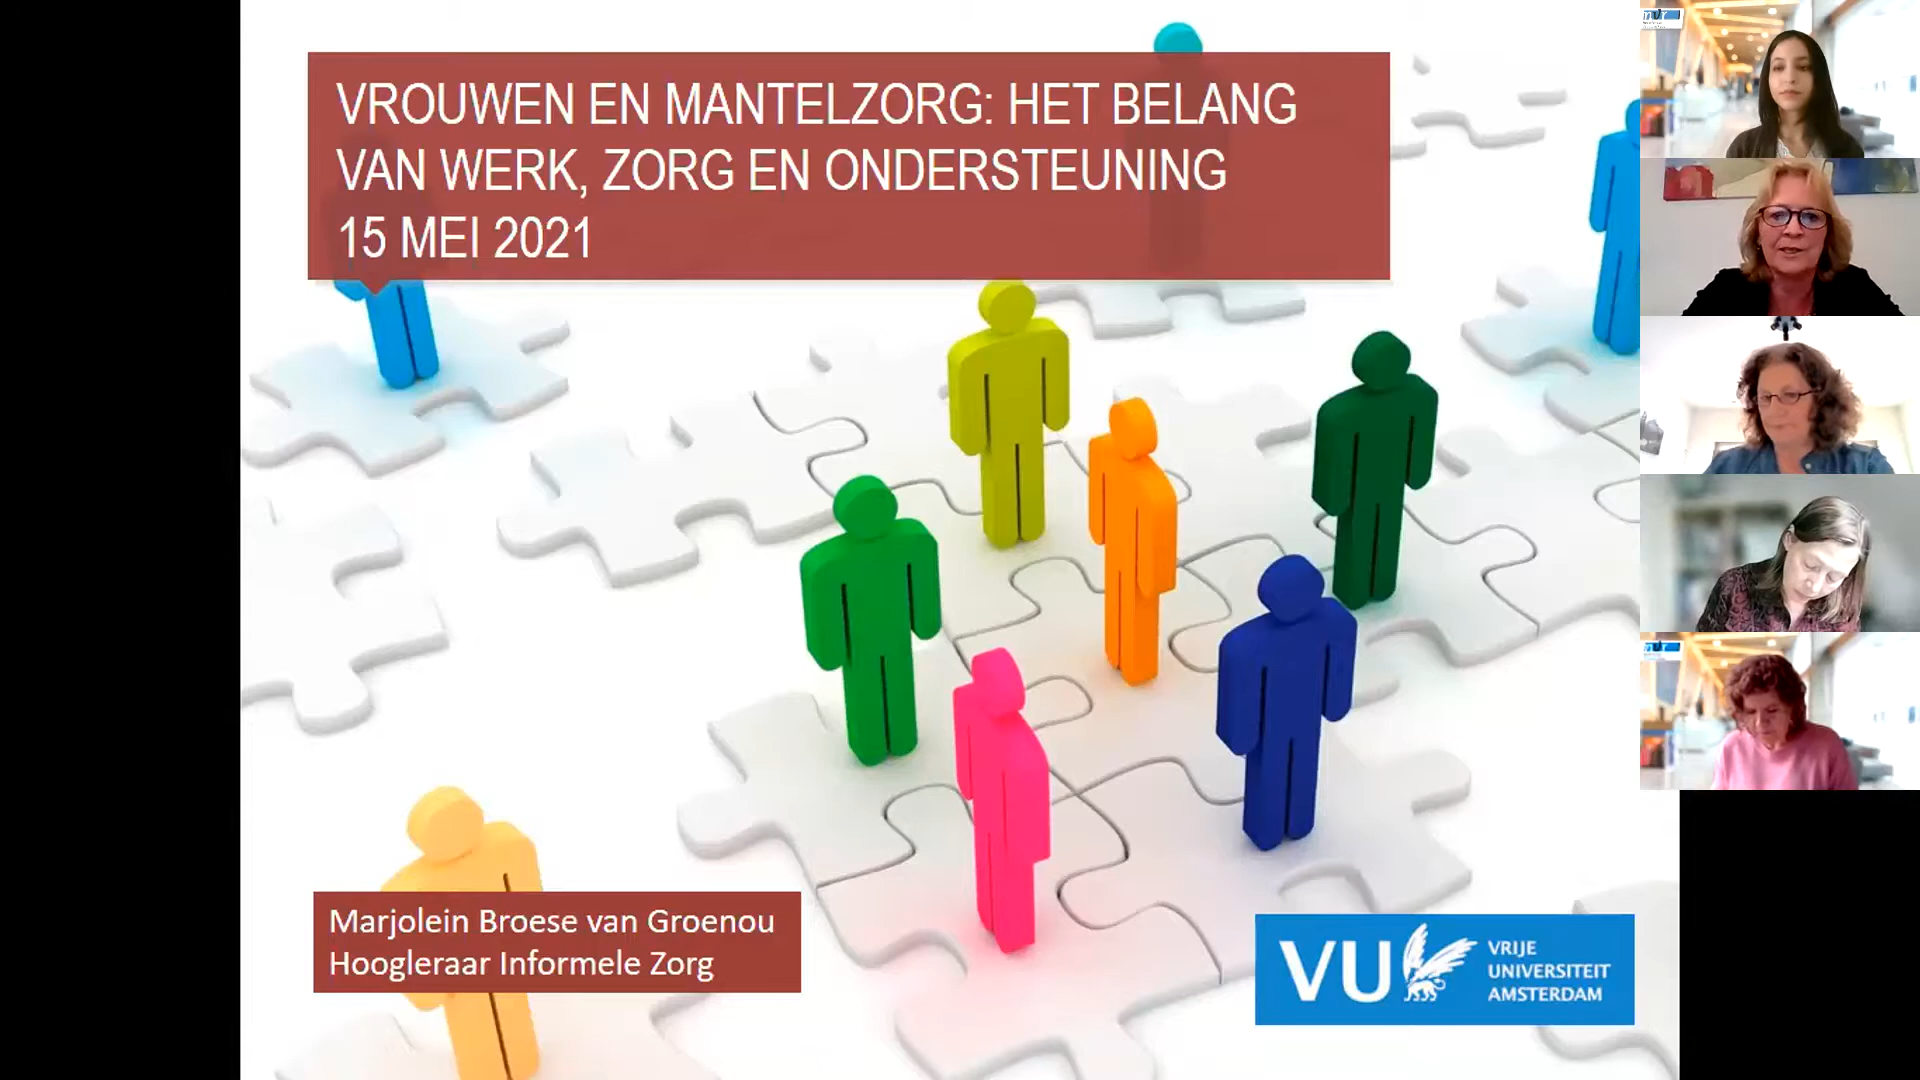 VROUWEN EN MANTELZORG: HET BELANG
VAN WERK, ZORG EN ONDERSTEUNING
15 MEI 2021
Marjolein Broese van Groenou
Hoogleraar Informele Zorg
VU
VRIJE
UNIVERSITEIT
AMSTERDAM